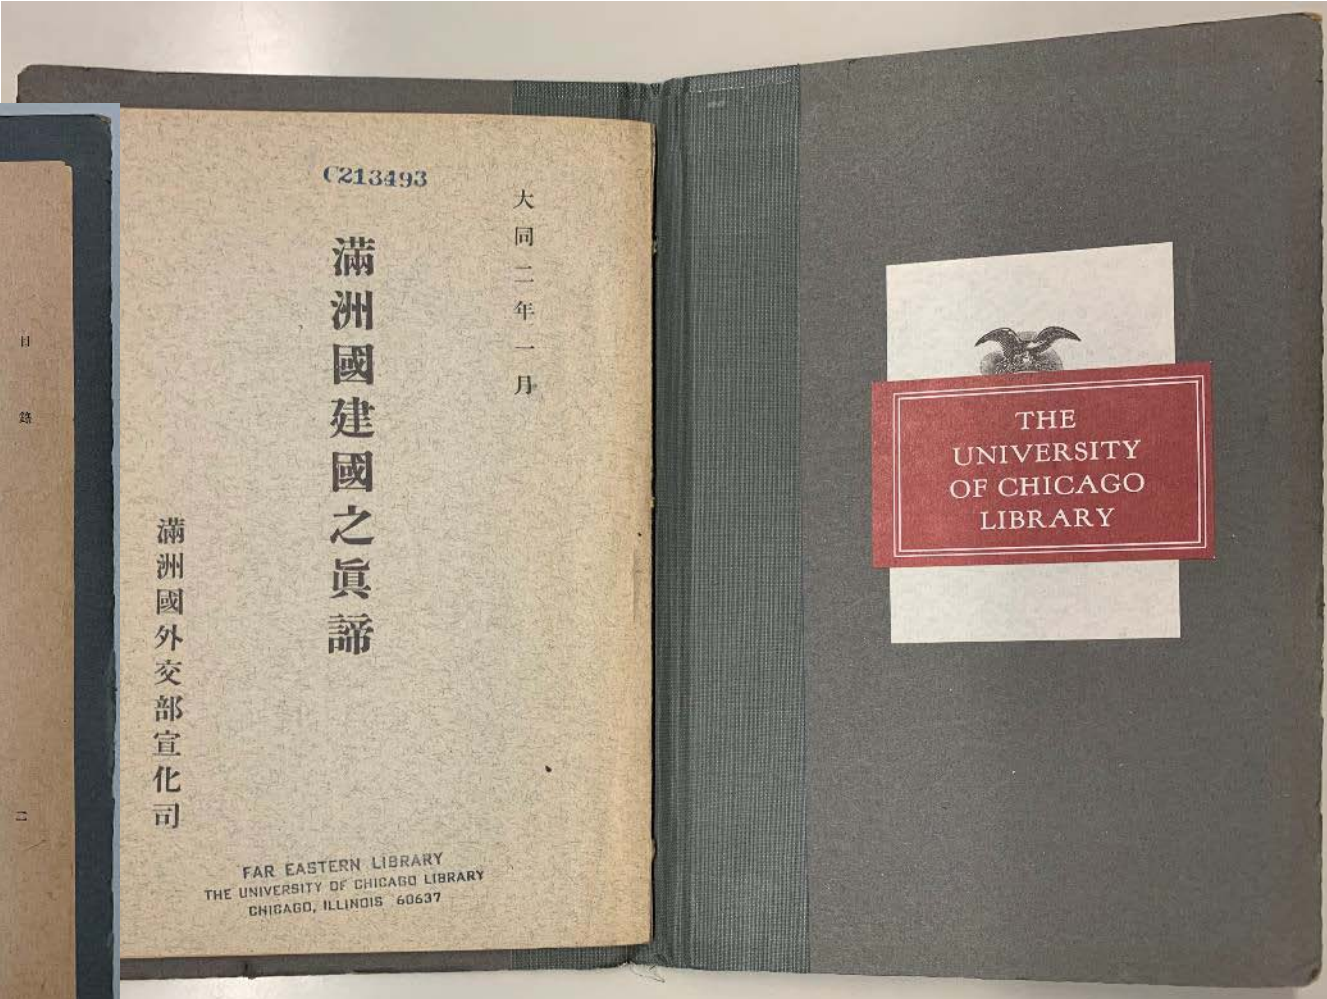 THE
UNIVERSITY
OF CHICAGO
LIBRARY
C213493
大同二年一月
滿洲國建國之眞諦
滿洲國外交部宣化司
FAR EASTERN LIBRARY
THE UNIVERSITY OF CHICAGO LIBRARY
CHICAGO, ILLINOIS 60637
目錄
二